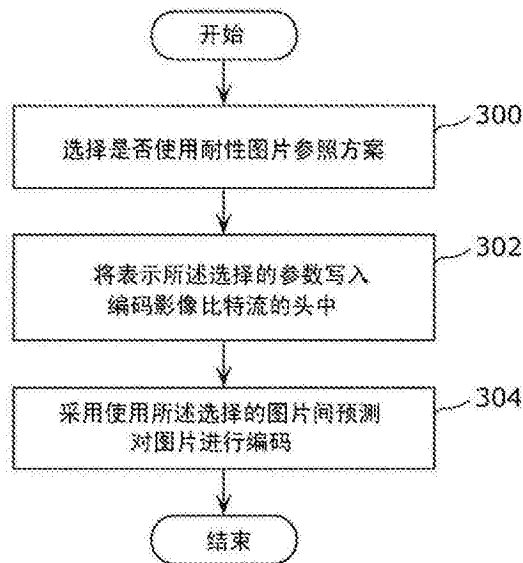 开始
300
选择是否使用耐性图片参照方案
302
将表示所述选择的参数写入
编码影像比特流的头中
304
采用使用所述选择的图片间预测
对图片进行编码
结束